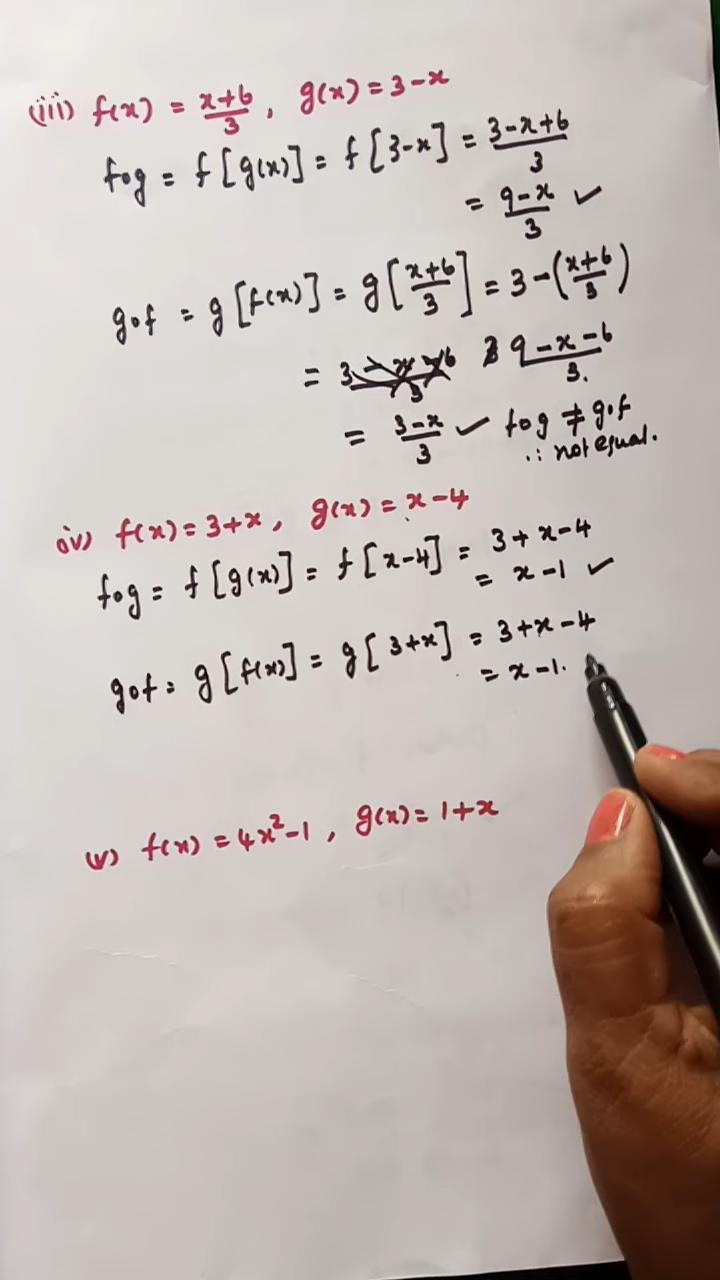 (iii) f(x) = x+6/3, g(x) = 3-x
fog = f[g(x)] = f[3-x] = 3-x+6/3
= 9-x/3 ✓
gof = g[f(x)] = g[x+6/3] = 3-(x+6/3)
= 9-x-6/3.
= 3-x/3 ✓ fog ≠ gof
∴ not equal.
iv) f(x) = 3+x, g(x) = x-4
fog = f[g(x)] = f[x-4] = 3+x-4
= x-1 ✓
gof = g[f(x)] = g[3+x] = 3+x-4
= x-1.
v) f(x) = 4x²-1, g(x) = 1+x